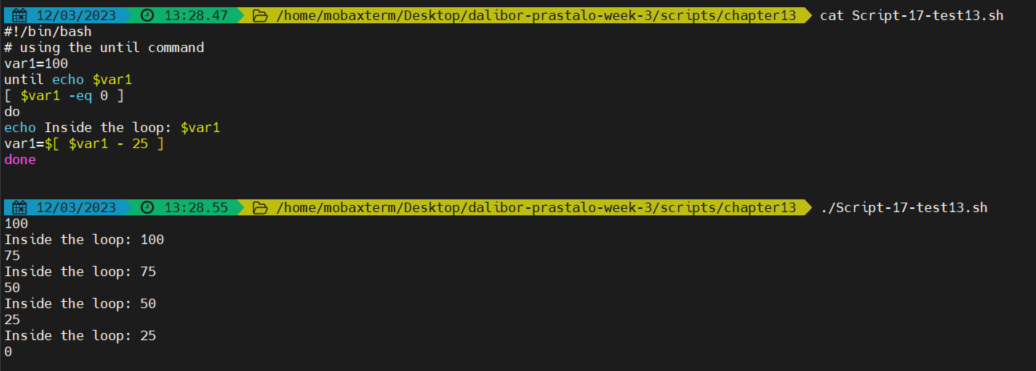 12/03/2023 13:28.47 /home/mobaxterm/Desktop/dalibor-prastalo-week-3/scripts/chapter13 cat Script-17-test13.sh
#!/bin/bash
# using the until command
var1=100
until echo $var1
[ $var1 -eq 0 ]
do
echo Inside the loop: $var1
var1=$[ $var1 - 25 ]
done
12/03/2023 13:28.55 /home/mobaxterm/Desktop/dalibor-prastalo-week-3/scripts/chapter13 ./Script-17-test13.sh
100
Inside the loop: 100
75
Inside the loop: 75
50
Inside the loop: 50
25
Inside the loop: 25
0